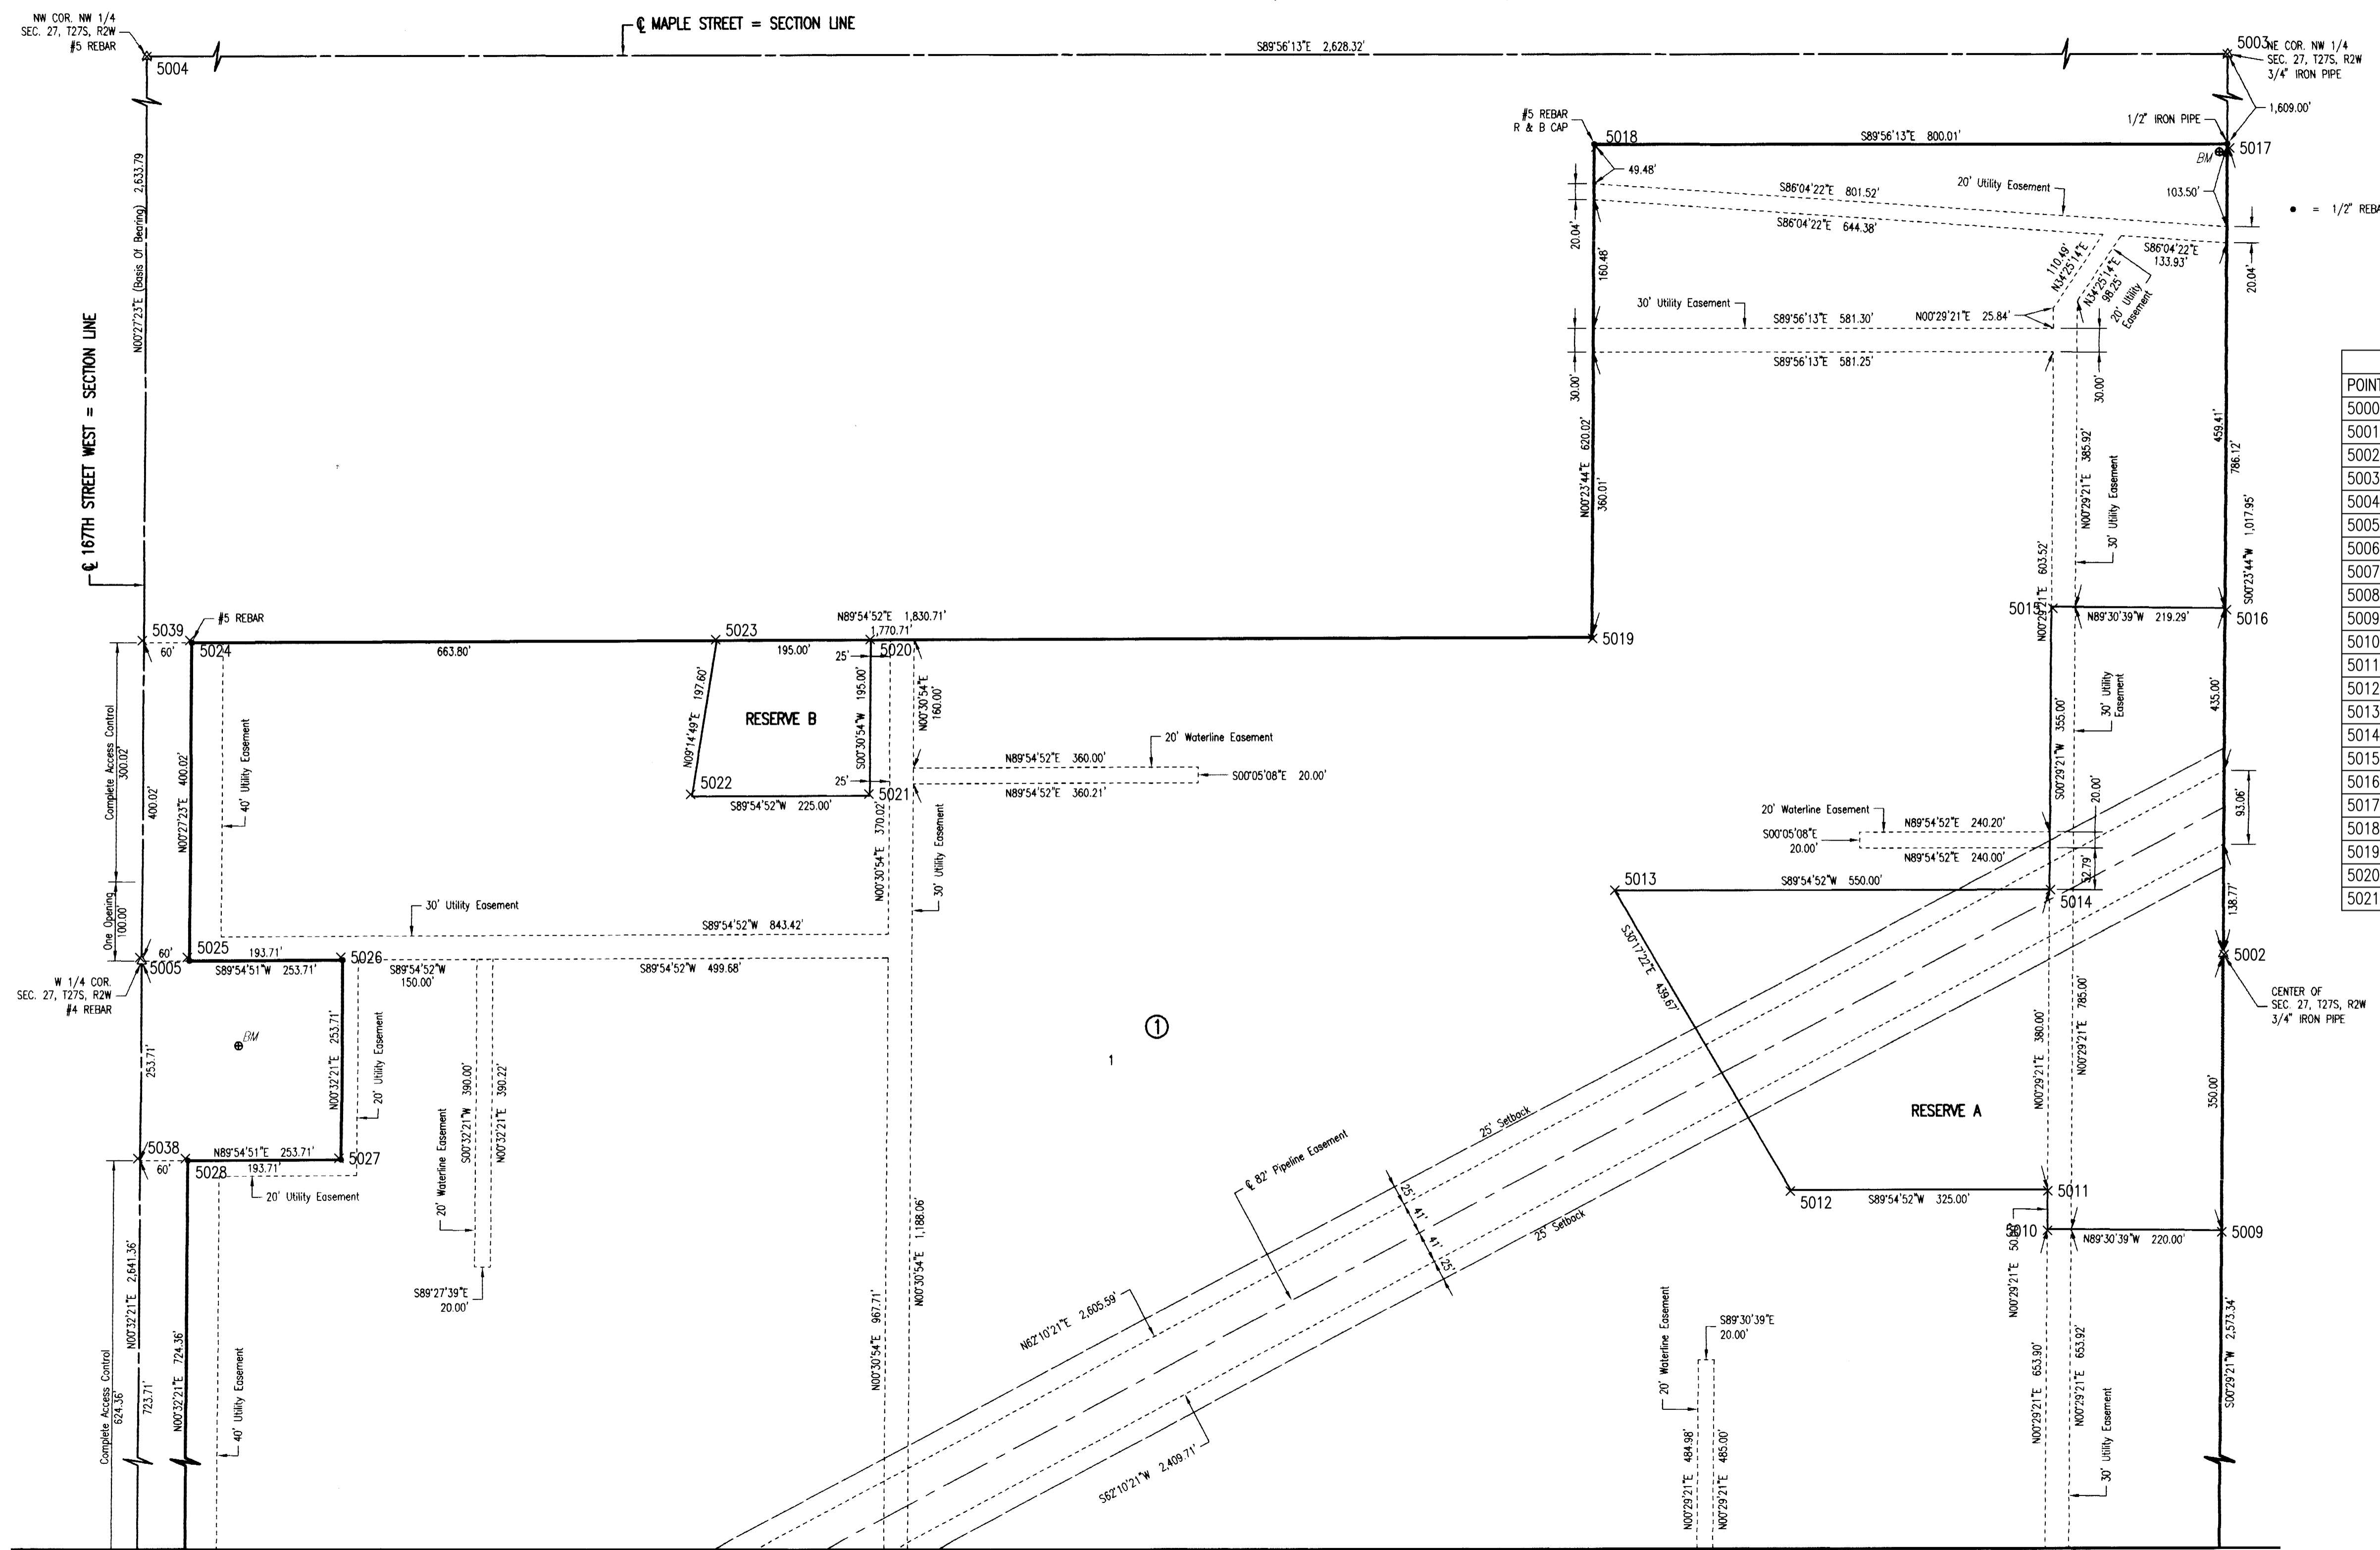 NW COR. NW 1/4
SEC. 27, T27S, R2W
#5 REBAR
5004
℄ MAPLE STREET = SECTION LINE
S89°56'13"E 2,628.32'
5003
NE COR. NW 1/4
SEC. 27, T27S, R2W
3/4" IRON PIPE
1,609.00'
1/2" IRON PIPE
5017
BM
#5 REBAR
R & B CAP
5018
S89°56'13"E 800.01'
49.48'
S86°04'22"E 801.52'
20' Utility Easement
103.50'
S86°04'22"E 644.38'
S86°04'22"E
133.93'
20.04'
20.04'
160.48'
110.49'
N34°25'14"E
N34°25'14"E
98.25'
20' Utility
Easement
30' Utility Easement
S89°56'13"E 581.30'
N00°29'21"E 25.84'
S89°56'13"E 581.25'
30.00'
30.00'
N00°23'44"E 620.02'
360.01'
N00°29'21"E 385.92'
30' Utility Easement
459.41'
786.12'
S00°23'44"W 1,017.95'
N00°29'21"E 603.52'
• = 1/2" REBA
POINT
5000
5001
5002
5003
5004
5005
5006
5007
5008
5009
5010
5011
5012
5013
5014
5015
5016
5017
5018
5019
5020
5021
℄ 167TH STREET WEST = SECTION LINE
N00°27'23"E (Basis Of Bearing) 2,633.79
5039
#5 REBAR
60'
5024
663.80'
5023
N89°54'52"E 1,830.71'
1,770.71'
195.00'
25'
5020
5019
5015
N89°30'39"W 219.29'
5016
Complete Access Control
300.02'
400.02'
N00°27'23"E 400.02'
40' Utility Easement
N09°14'49"E 197.60'
RESERVE B
S00°30'54"W 195.00'
N00°30'54"E
160.00'
20' Waterline Easement
N89°54'52"E 360.00'
S00°05'08"E 20.00'
N89°54'52"E 360.21'
25'
5022
5021
S89°54'52"W 225.00'
N00°30'54"E 370.02'
30' Utility Easement
S00°29'21"W 355.00'
30' Utility
Easement
435.00'
20.00'
93.06'
20' Waterline Easement
N89°54'52"E 240.20'
S00°05'08"E
20.00'
N89°54'52"E 240.00'
52.79'
5013
S89°54'52"W 550.00'
5014
138.77'
One Opening
100.00'
30' Utility Easement
S89°54'52"W 843.42'
60'
5025
193.71'
5026
5005
S89°54'51"W 253.71'
S89°54'52"W
150.00'
S89°54'52"W 499.68'
W 1/4 COR.
SEC. 27, T27S, R2W
#4 REBAR
5002
CENTER OF
SEC. 27, T27S, R2W
3/4" IRON PIPE
S30°17'22"E 439.67'
BM
253.71'
N00°32'21"E 253.71'
20' Utility Easement
20' Waterline Easement
S00°32'21"W 390.00'
N00°32'21"E 390.22'
1
1
N00°29'21"E 380.00'
N00°29'21"E 785.00'
350.00'
RESERVE A
5038
60'
N89°54'51"E 253.71'
5027
5028
193.71'
20' Utility Easement
25' Setback
℄ 82' Pipeline Easement
25'
41'
41'
25'
25' Setback
5012
S89°54'52"W 325.00'
5011
5010
N89°30'39"W 220.00'
5009
S89°27'39"E
20.00'
N00°32'21"E 2,641.36'
Complete Access Control
624.36'
723.71'
N00°32'21"E 724.36'
40' Utility Easement
N00°30'54"E 967.71'
N00°30'54"E 1,188.06'
N62°10'21"E 2,605.59'
S62°10'21"W 2,409.71'
20' Waterline Easement
S89°30'39"E
20.00'
N00°29'21"E 484.98'
N00°29'21"E 485.00'
N00°29'21"E
N00°29'21"E 653.90'
N00°29'21"E 653.92'
30' Utility Easement
S00°29'21"W 2,573.34'